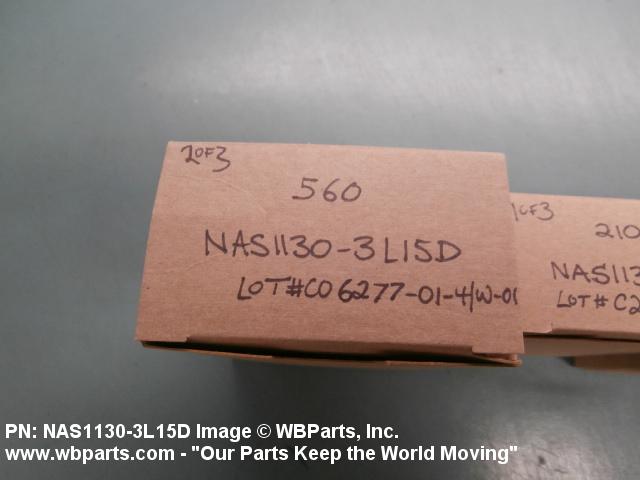 2 OF 3
560
NAS1130-3L15D
LOT#CO6277-01-4/W-01
1 OF 3
210
NAS113
LOT # C2
PN: NAS1130-3L15D Image © WBParts, Inc.
www.wbparts.com - "Our Parts Keep the World Moving"